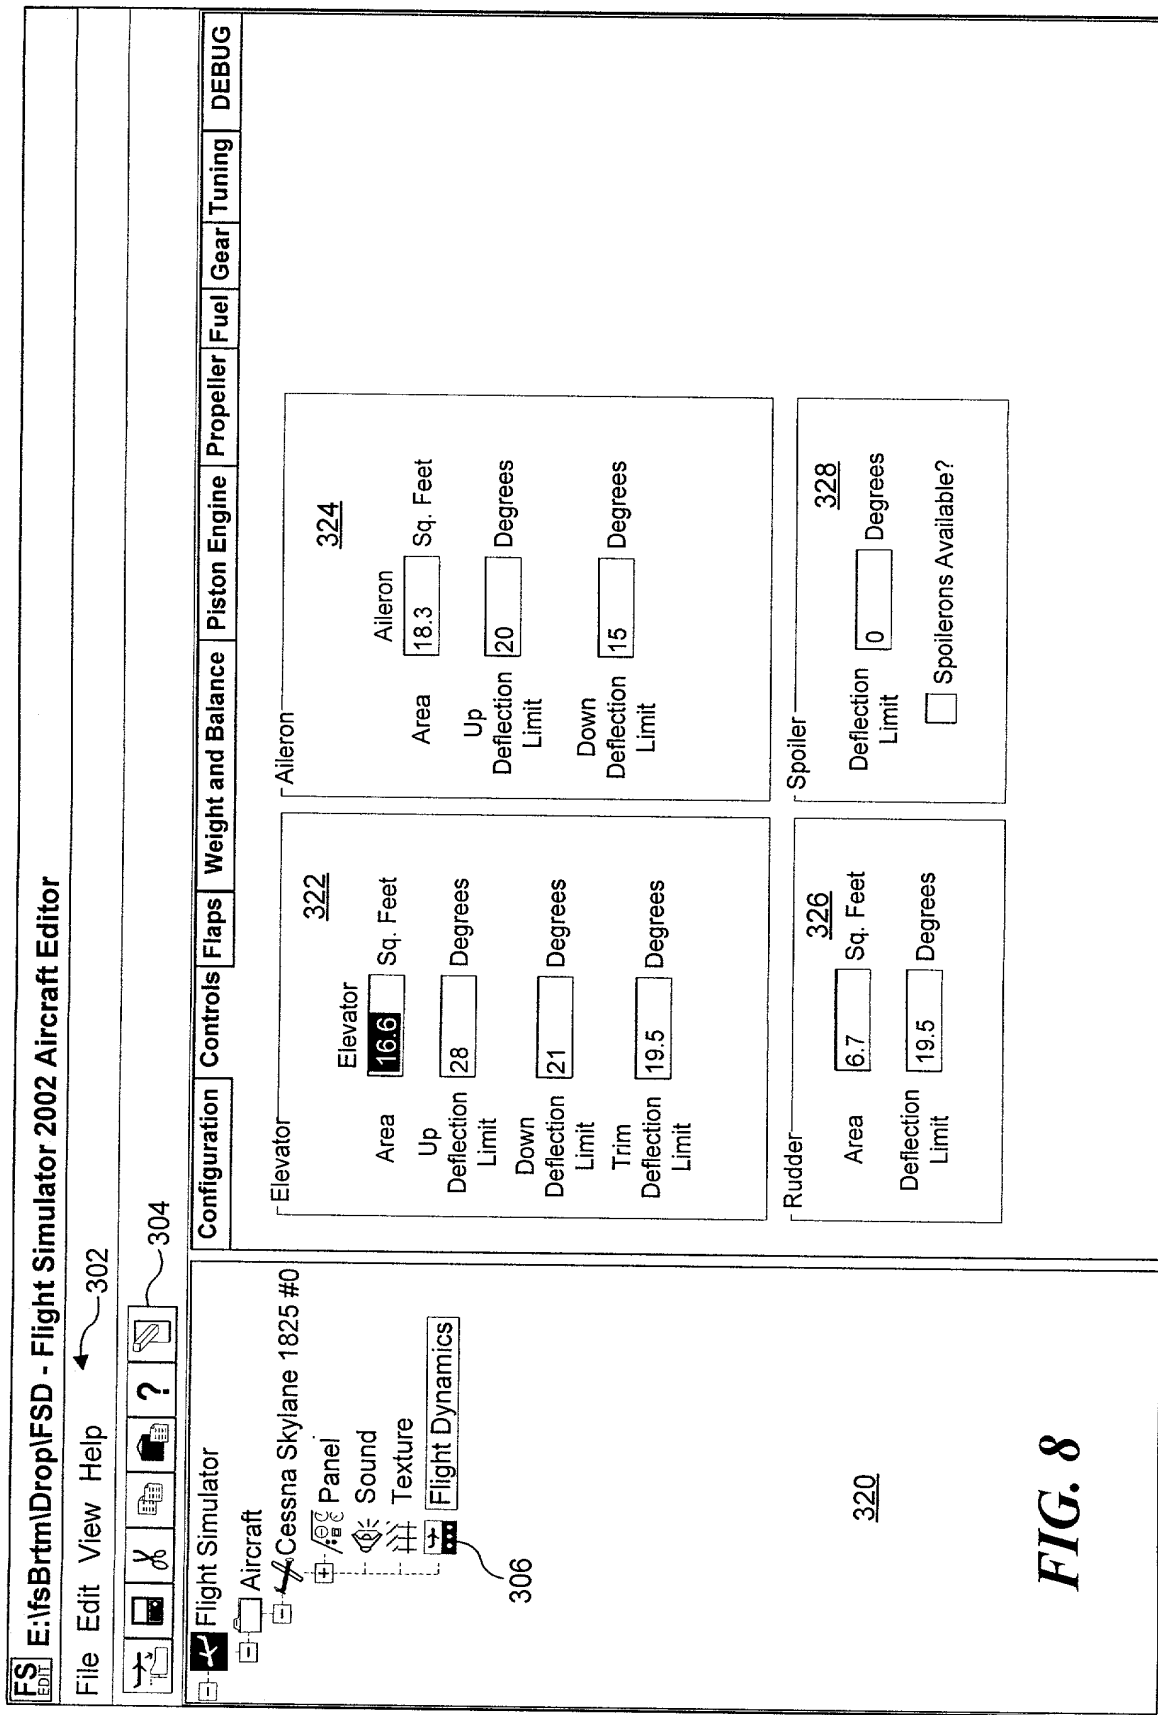 FS EDIT E:\fsBrtm\Drop\FSD - Flight Simulator 2002 Aircraft Editor
File Edit View Help
302
?
304
Flight Simulator
Aircraft
Cessna Skylane 1825 #0
Panel
Sound
Texture
Flight Dynamics
306
320
Configuration Controls Flaps Weight and Balance Piston Engine Propeller Fuel Gear Tuning DEBUG
Elevator
322
Elevator
Area 16.6 Sq. Feet
Up Deflection Limit 28 Degrees
Down Deflection Limit 21 Degrees
Trim Deflection Limit 19.5 Degrees
Aileron
324
Aileron
Area 18.3 Sq. Feet
Up Deflection Limit 20 Degrees
Down Deflection Limit 15 Degrees
Rudder
326
Area 6.7 Sq. Feet
Deflection Limit 19.5 Degrees
Spoiler
328
Deflection Limit 0 Degrees
Spoilerons Available?
FIG. 8